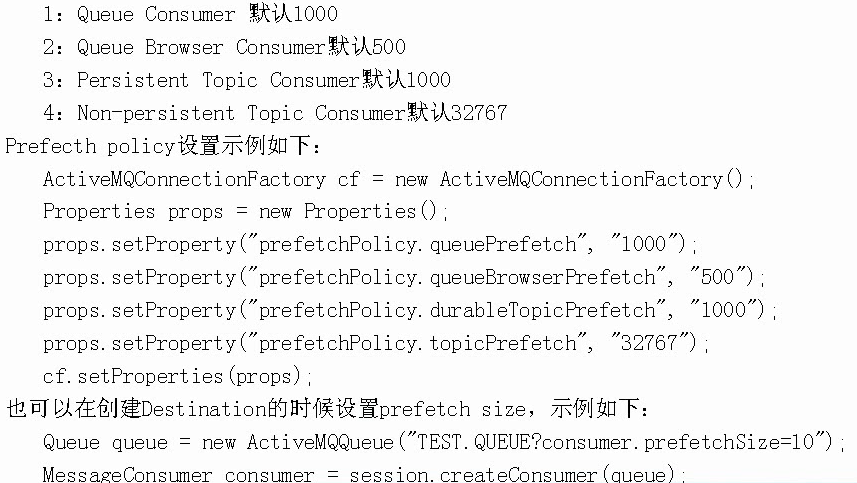 1：Queue Consumer 默认1000
2：Queue Browser Consumer默认500
3：Persistent Topic Consumer默认1000
4：Non-persistent Topic Consumer默认32767
Prefecth policy设置示例如下：
ActiveMQConnectionFactory cf = new ActiveMQConnectionFactory();
Properties props = new Properties();
props.setProperty("prefetchPolicy.queuePrefetch", "1000");
props.setProperty("prefetchPolicy.queueBrowserPrefetch", "500");
props.setProperty("prefetchPolicy.durableTopicPrefetch", "1000");
props.setProperty("prefetchPolicy.topicPrefetch", "32767");
cf.setProperties(props);
也可以在创建Destination的时候设置prefetch size，示例如下：
Queue queue = new ActiveMQQueue("TEST.QUEUE?consumer.prefetchSize=10");
MessageConsumer consumer = session.createConsumer(queue);